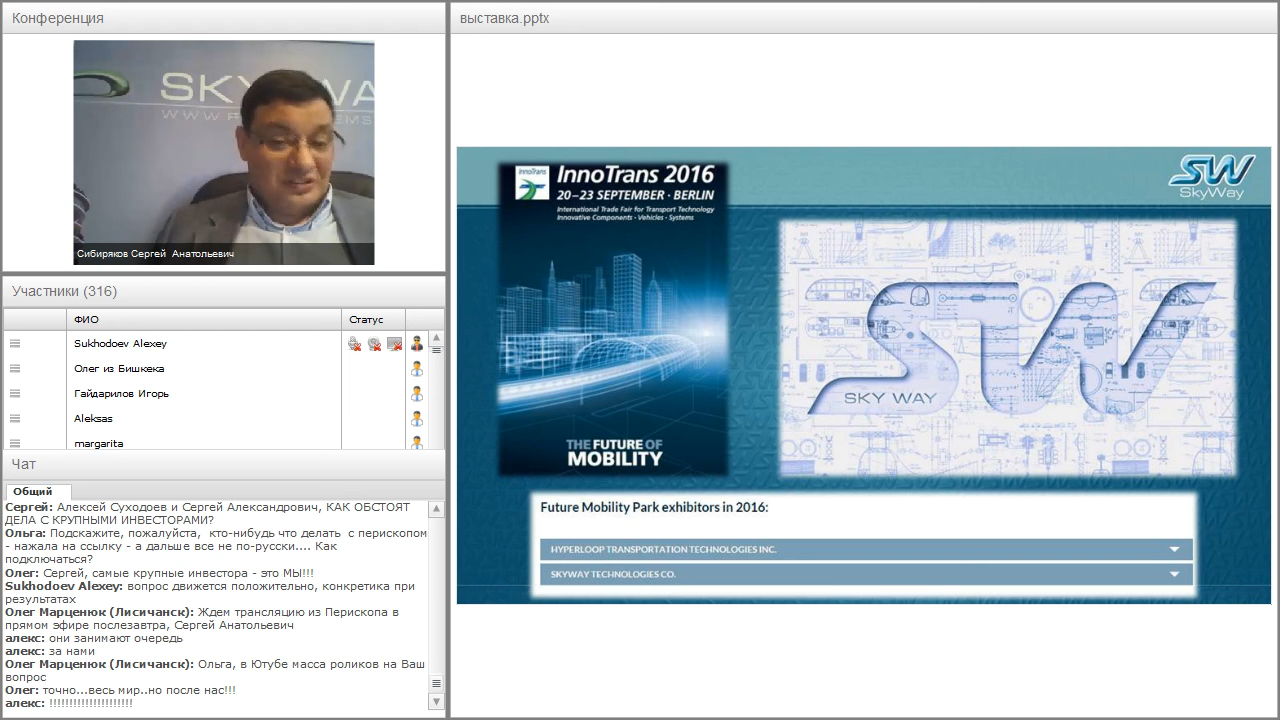 Конференция
SKYWA
WWW.R
EMS
Сибиряков Сергей Анатольевич
Участники (316)
ФИО
Статус
Sukhodoev Alexey
Олег из Бишкека
Гайдарилов Игорь
Aleksas
margarita
Чат
Общий
Сергей: Алексей Суходоев и Сергей Александрович, КАК ОБСТОЯТ
ДЕЛА С КРУПНЫМИ ИНВЕСТОРАМИ?
Ольга: Подскажите, пожалуйста, кто-нибудь что делать с перископом
- нажала на ссылку - а дальше все не по-русски.... Как
подключаться?
Олег: Сергей, самые крупные инвестора - это МЫ!!!
Sukhodoev Alexey: вопрос движется положительно, конкретика при
результатах
Олег Марценюк (Лисичанск): Ждем трансляцию из Перископа в
прямом эфире послезавтра, Сергей Анатольевич
алекс: они занимают очередь
алекс: за нами
Олег Марценюк (Лисичанск): Ольга, в Ютубе масса роликов на Ваш
вопрос
Олег: точно...весь мир..но после нас!!!
алекс: !!!!!!!!!!!!!!!!!!!!!
выставка.pptx
InnoTrans
InnoTrans 2016
20–23 SEPTEMBER · BERLIN
International Trade Fair for Transport Technology
Innovative Components · Vehicles · Systems
THE FUTURE OF
MOBILITY
SW
SkyWay
SW
SKY WAY
Future Mobility Park exhibitors in 2016:
HYPERLOOP TRANSPORTATION TECHNOLOGIES INC.
SKYWAY TECHNOLOGIES CO.